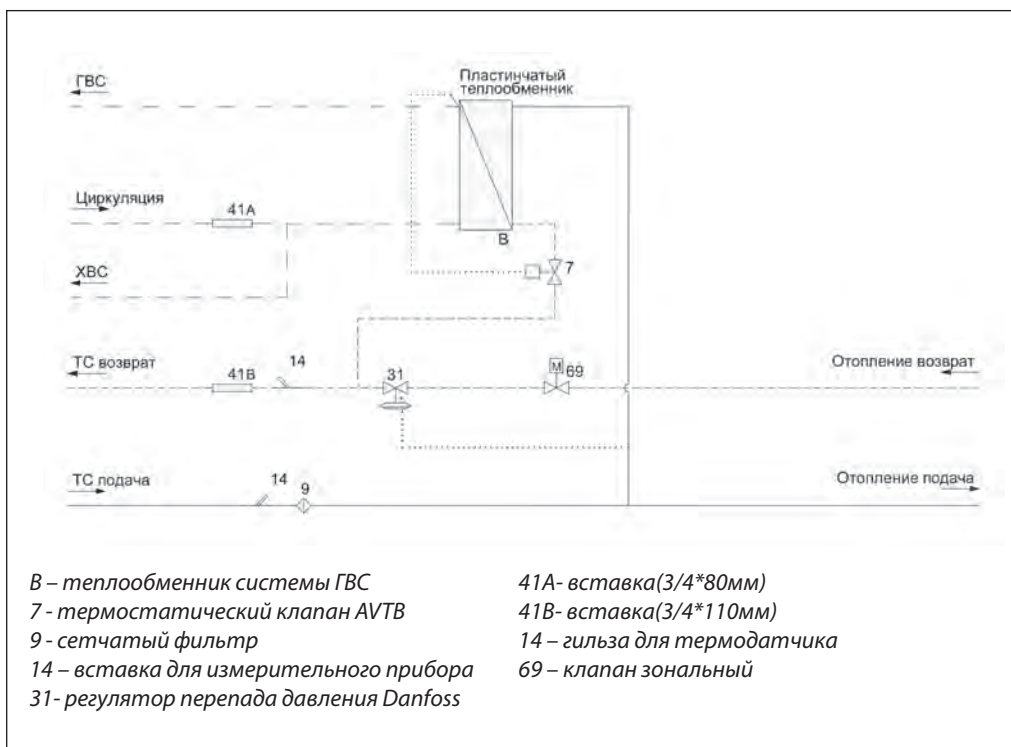 ГВС
Пластинчатый
теплообменник
Циркуляция
41А
В
7
ХВС
ТС возврат
41В
14
31
М
69
Отопление возврат
ТС подача
14
9
Отопление подача
В – теплообменник системы ГВС
7 - термостатический клапан AVTB
9 - сетчатый фильтр
14 – вставка для измерительного прибора
31- регулятор перепада давления Danfoss
41А- вставка(3/4*80мм)
41В- вставка(3/4*110мм)
14 – гильза для термодатчика
69 – клапан зональный